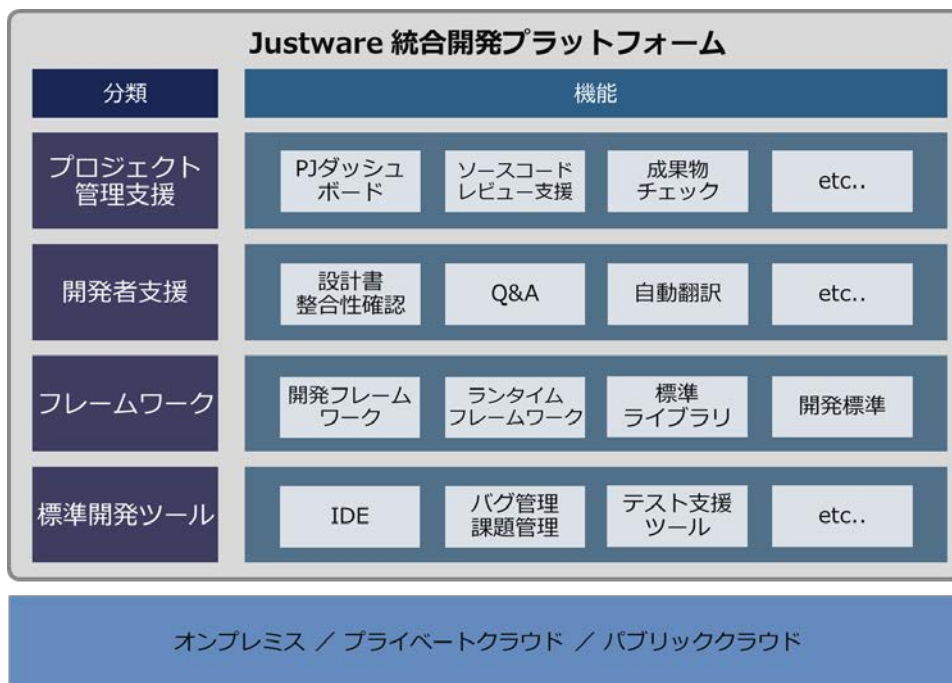 Justware 統合開発プラットフォーム
分類
機能
プロジェクト
管理支援
PJダッシュ
ボード
ソースコード
レビュー支援
成果物
チェック
etc..
開発者支援
設計書
整合性確認
Q&A
自動翻訳
etc..
フレームワーク
開発フレーム
ワーク
ランタイム
フレームワーク
標準
ライブラリ
開発標準
標準開発ツール
IDE
バグ管理
課題管理
テスト支援
ツール
etc..
オンプレミス ／ プライベートクラウド ／ パブリッククラウド